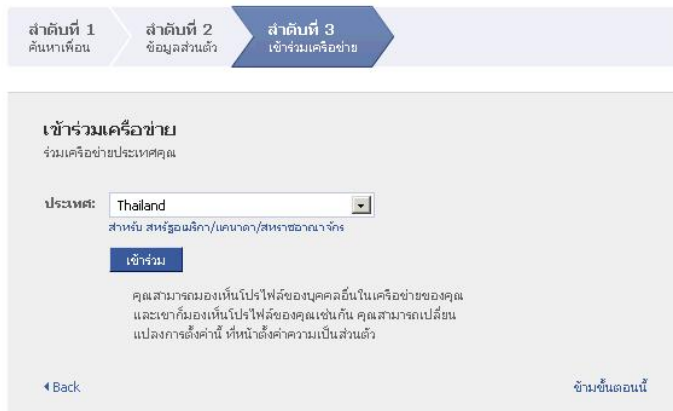 ลำดับที่ 1
ค้นหาเพื่อน
ลำดับที่ 2
ข้อมูลส่วนตัว
ลำดับที่ 3
เข้าร่วมเครือข่าย
เข้าร่วมเครือข่าย
ร่วมเครือข่ายประเทศคุณ
ประเทศ: Thailand
สำหรับ สหรัฐอเมริกา/แคนาดา/สหราชอาณาจักร
เข้าร่วม
คุณสามารถมองเห็นโปรไฟล์ของบุคคลอื่นในเครือข่ายของคุณ
และเขาก็มองเห็นโปรไฟล์ของคุณเช่นกัน คุณสามารถเปลี่ยน
แปลงการตั้งค่านี้ ที่หน้าตั้งค่าความเป็นส่วนตัว
Back
ข้ามขั้นตอนนี้